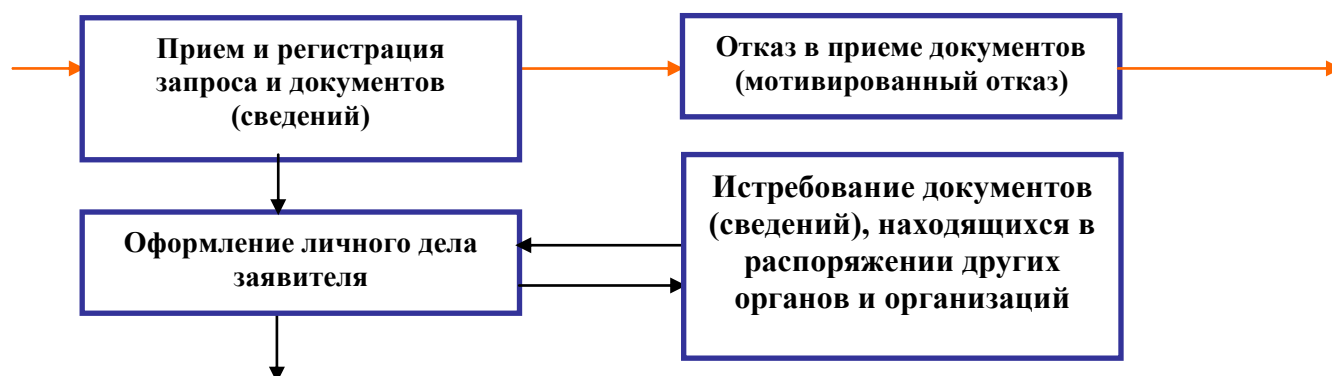 Прием и регистрация
запроса и документов
(сведений)
Отказ в приеме документов
(мотивированный отказ)
Оформление личного дела
заявителя
Истребование документов
(сведений), находящихся в
распоряжении других
органов и организаций